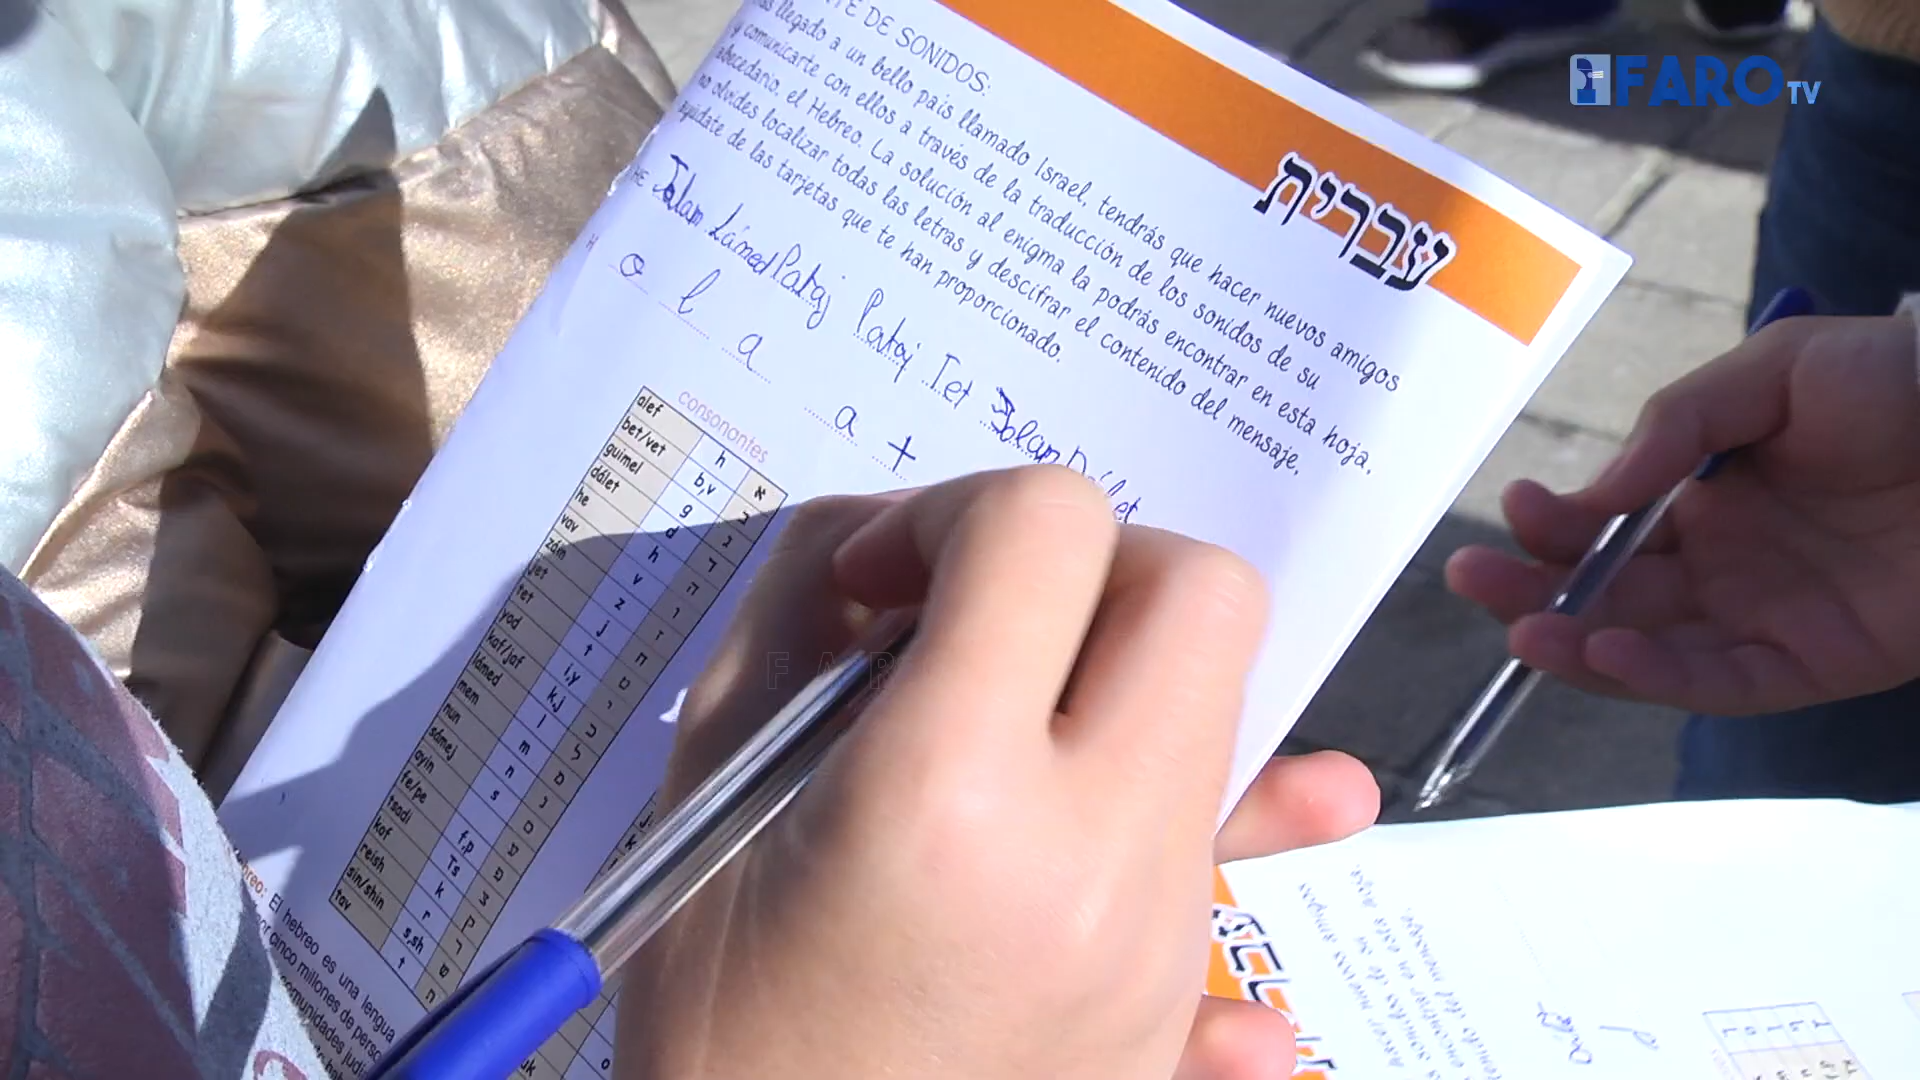 FARO TV
עברית
TE DE SONIDOS:
llegado a un bello país llamado Israel, tendrás que hacer nuevos amigos
y comunicarte con ellos a través de la traducción de los sonidos de su
abecedario, el Hebreo. La solución al enigma la podrás encontrar en esta hoja,
no olvides localizar todas las letras y descifrar el contenido del mensaje,
ayúdate de las tarjetas que te han proporcionado.
HE Jolam Lámed Pataj Pataj Tet Jolam Dálet
H o l a a t
consonantes
alef h א
bet/vet b,v ב
guimel g ג
dálet d ד
he h ה
vav v ו
záin z ז
jet j ח
tet t ט
yod i,y י
kaf/jaf k,j כ
lámed l ל
mem m מ
nun n נ
sámej s ס
ayin ע
fe/pe f,p פ
tsadi Ts צ
kof k ק
reish r ר
sin/shin s,sh ש
tav t ת
El hebreo es una lengua
cinco millones de
FAR